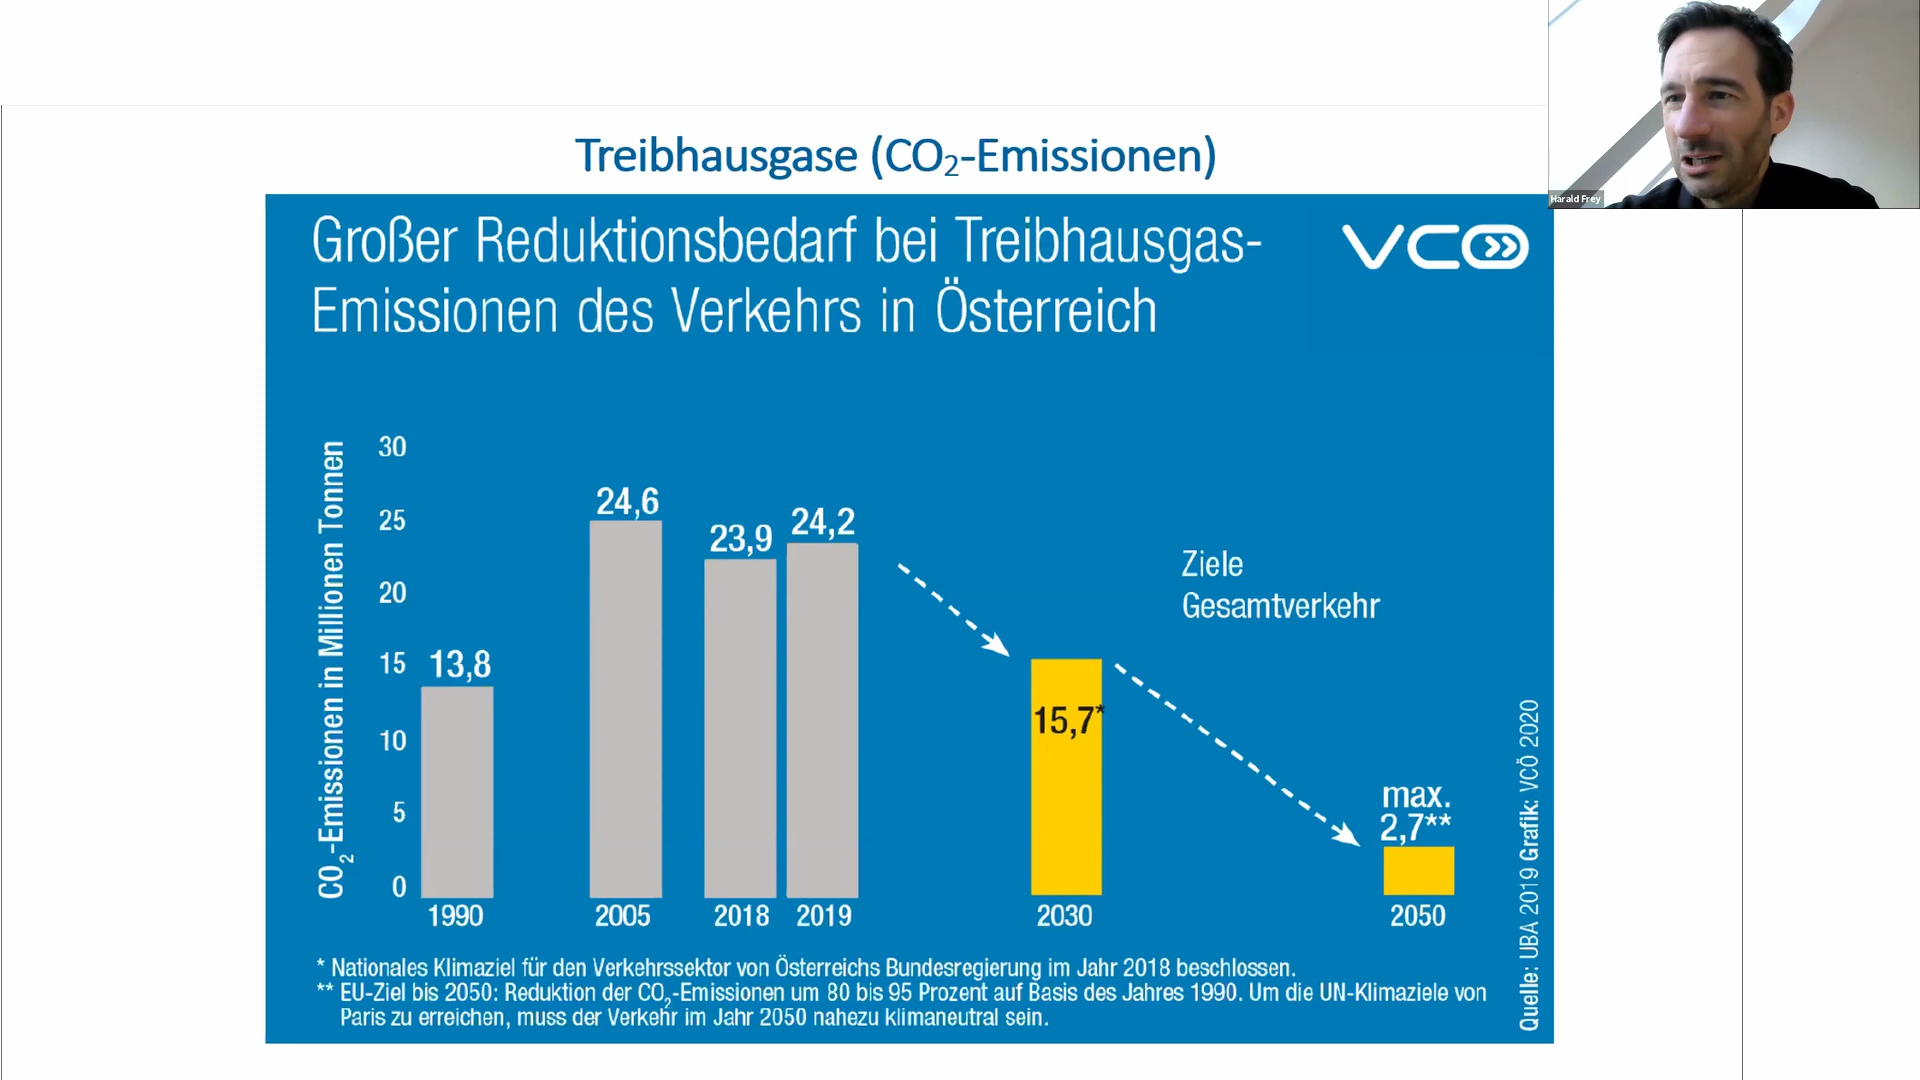 Harald Frey
Treibhausgase (CO₂-Emissionen)
Großer Reduktionsbedarf bei Treibhausgas-
Emissionen des Verkehrs in Österreich
VCÖ
CO₂-Emissionen in Millionen Tonnen
30
25
20
15
10
5
0
13,8
24,6
23,9
24,2
15,7*
max.
2,7**
Ziele
Gesamtverkehr
1990
2005
2018
2019
2030
2050
* Nationales Klimaziel für den Verkehrssektor von Österreichs Bundesregierung im Jahr 2018 beschlossen.
** EU-Ziel bis 2050: Reduktion der CO₂-Emissionen um 80 bis 95 Prozent auf Basis des Jahres 1990. Um die UN-Klimaziele von
Paris zu erreichen, muss der Verkehr im Jahr 2050 nahezu klimaneutral sein.
Quelle: UBA 2019 Grafik: VCÖ 2020